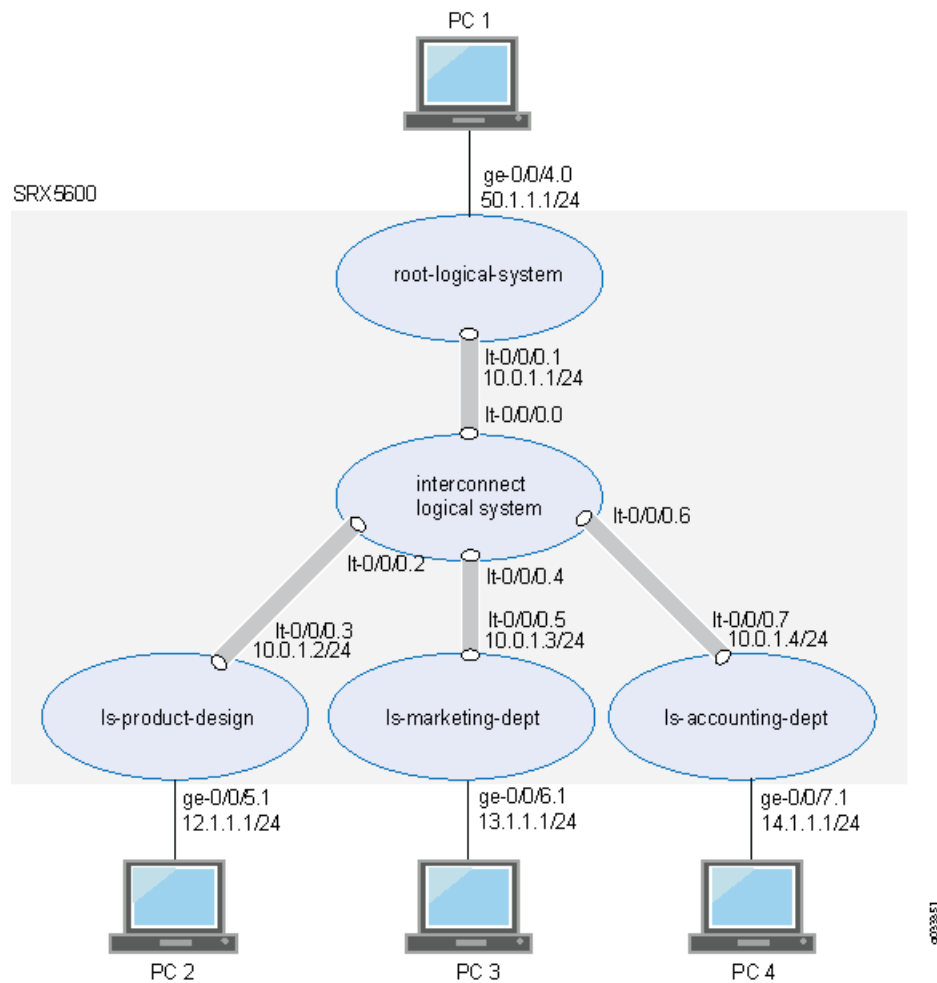 PC 1
ge-0/0/4.0
50.1.1.1/24
SRX5600
root-logical-system
lt-0/0/0.1
10.0.1.1/24
lt-0/0/0.0
interconnect
logical system
lt-0/0/0.6
lt-0/0/0.2
lt-0/0/0.4
lt-0/0/0.3
10.0.1.2/24
lt-0/0/0.5
10.0.1.3/24
lt-0/0/0.7
10.0.1.4/24
ls-product-design
ls-marketing-dept
ls-accounting-dept
ge-0/0/5.1
12.1.1.1/24
ge-0/0/6.1
13.1.1.1/24
ge-0/0/7.1
14.1.1.1/24
PC 2
PC 3
PC 4